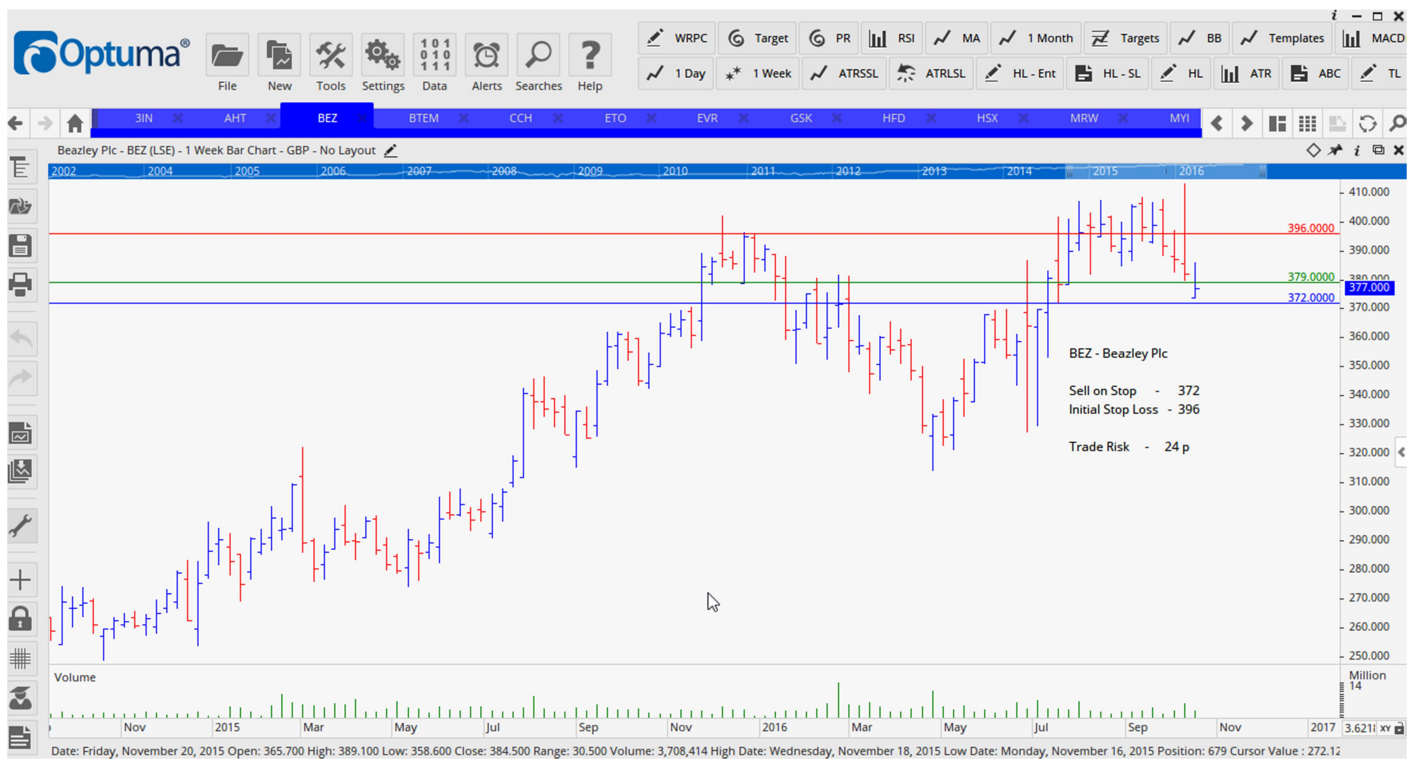 Optuma®
File New Tools Settings Data Alerts Searches Help
WRPC Target PR RSI MA 1 Month Targets BB Templates MACD
1 Day 1 Week ATRSSL ATRLSL HL - Ent HL - SL HL ATR ABC TL
3IN AHT BEZ BTEM CCH ETO EVR GSK HFD HSX MRW MYI
Beazley Plc - BEZ (LSE) - 1 Week Bar Chart - GBP - No Layout
2002 2004 2005 2006 2007 2008 2009 2010 2011 2012 2013 2014 2015 2016
410.000
400.000
396.0000
390.000
379.0000 380.000
377.000
372.0000
370.000
360.000
BEZ - Beazley Plc
350.000
Sell on Stop - 372
340.000
Initial Stop Loss - 396
330.000
Trade Risk - 24 p
320.000
310.000
300.000
290.000
280.000
270.000
260.000
250.000
Volume
Million
14
Nov 2015 Mar May Jul Sep Nov 2016 Mar May Jul Sep Nov 2017 3.621 XY
Date: Friday, November 20, 2015 Open: 365.700 High: 389.100 Low: 358.600 Close: 384.500 Range: 30.500 Volume: 3,708,414 High Date: Wednesday, November 18, 2015 Low Date: Monday, November 16, 2015 Position: 679 Cursor Value : 272.12